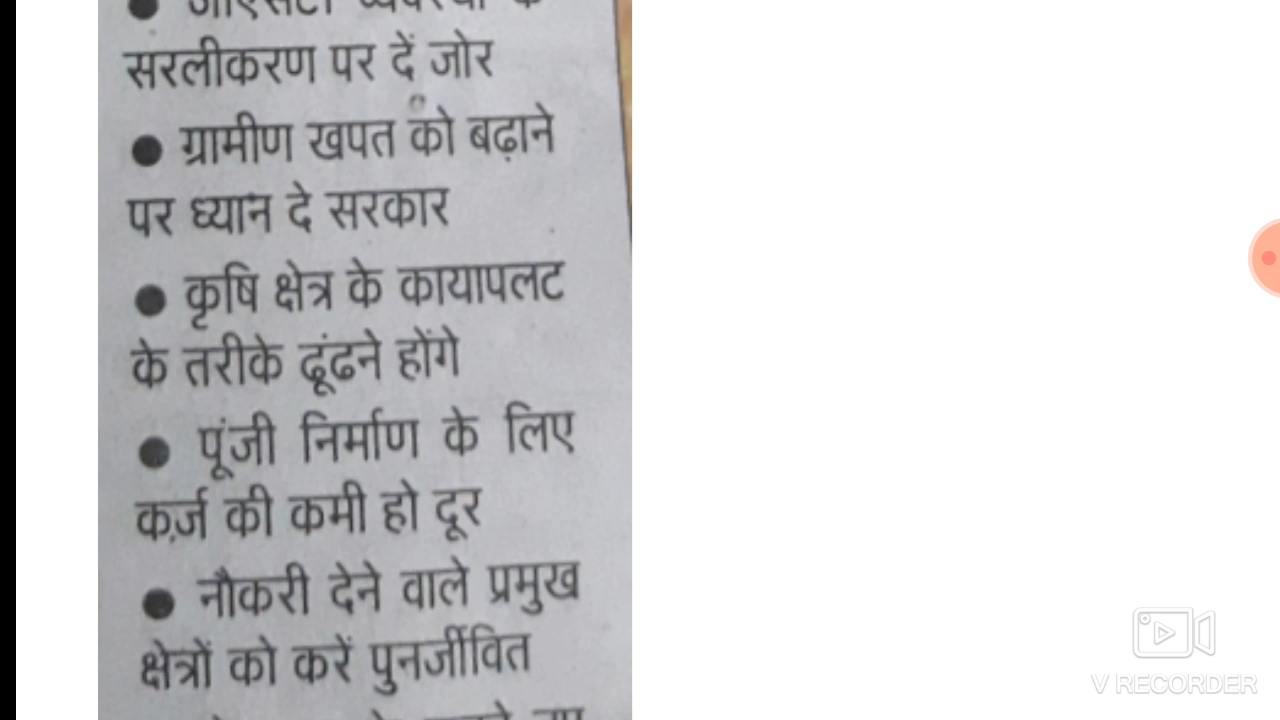 सरलीकरण पर दें जोर
● ग्रामीण खपत को बढ़ाने
पर ध्यान दे सरकार
● कृषि क्षेत्र के कायापलट
के तरीके ढूंढने होंगे
● पूंजी निर्माण के लिए
कर्ज़ की कमी हो दूर
● नौकरी देने वाले प्रमुख
क्षेत्रों को करें पुनर्जीवित
V RECORDER